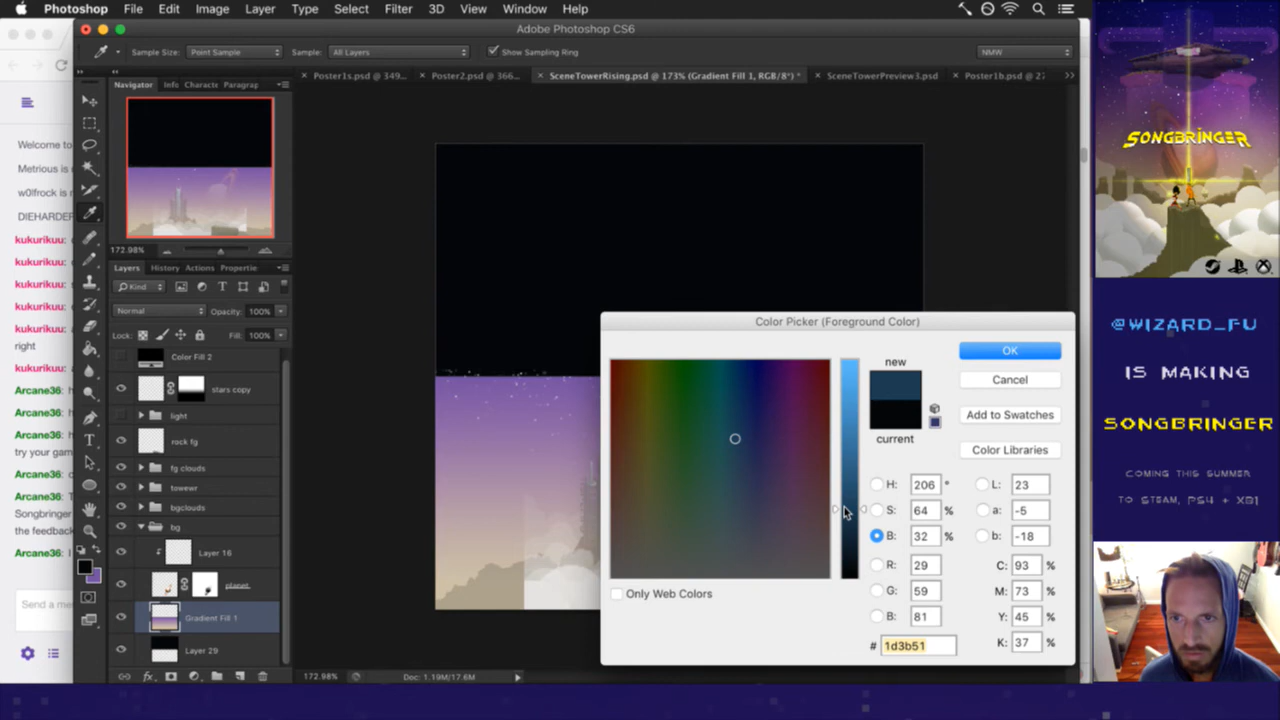 Photoshop File Edit Image Layer Type Select Filter 3D View Window Help
Adobe Photoshop CS6
Sample Size: Point Sample Sample: All Layers Show Sampling Ring NMW
Poster1s.psd @ 349... Poster2.psd @ 366... SceneTowerRising.psd @ 173% (Gradient Fill 1, RGB/8*) * SceneTowerPreview3.psd Poster1b.psd @ 2
Navigator Info Characte Paragrap
Welcome to
Metrious is
w0lfrock is
DIEHARDER
kukurikuu:
kukurikuu:
kukurikuu:
kukurikuu:
kukurikuu:
right
kukurikuu:
Arcane36:
Arcane36: h
Arcane36:
try your gam
Arcane36:
Arcane36: T
Songbringer
the feedback
Arcane36: I
Send a me
172.98%
Layers History Actions Propertie
Kind
Normal Opacity: 100%
Lock: Fill: 100%
Color Fill 2
stars copy
light
rock fg
fg clouds
towewr
bgclouds
bg
Layer 16
planet
Gradient Fill 1
Layer 29
172.98% Doc: 1.19M/17.6M
Color Picker (Foreground Color)
new
current
OK
Cancel
Add to Swatches
Color Libraries
H: 206 ° L: 23
S: 64 % a: -5
B: 32 % b: -18
R: 29 C: 93 %
G: 59 M: 73 %
B: 81 Y: 45 %
# 1d3b51 K: 37 %
Only Web Colors
SONGBRINGER
@WIZARD_FU
IS MAKING
SONGBRINGER
COMING THIS SUMMER
TO STEAM, PS4 + XB1